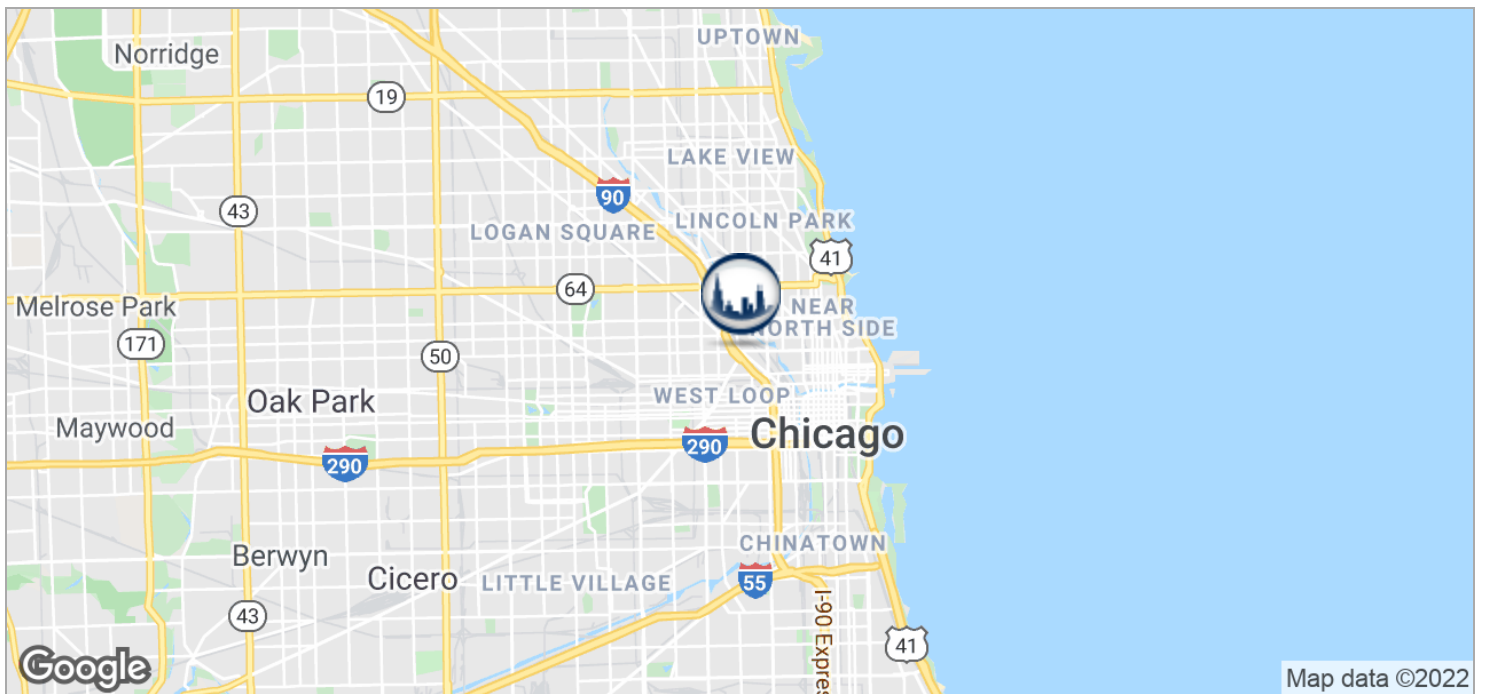 UPTOWN
Norridge
19
LAKE VIEW
90
43
LINCOLN PARK
LOGAN SQUARE
41
64
Melrose Park
NEAR
NORTH SIDE
171
50
WEST LOOP
Oak Park
Maywood
Chicago
290
290
CHINATOWN
Berwyn
Cicero
LITTLE VILLAGE
55
I-90 Expres
43
41
Google
Map data ©2022